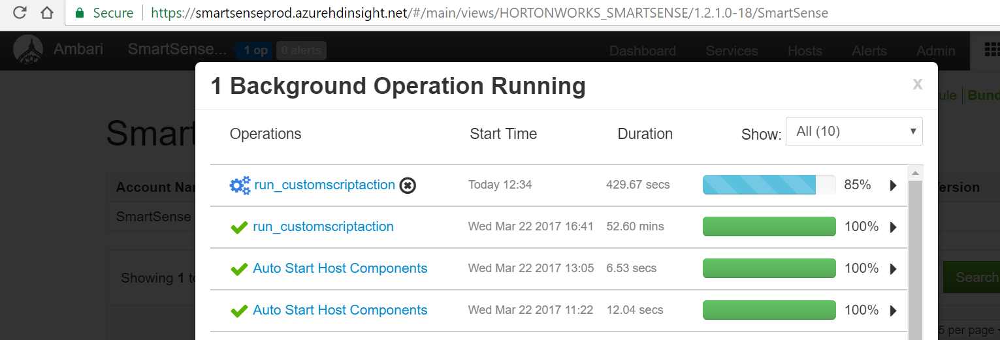 Secure https://smartsenseprod.azurehdinsight.net/#/main/views/HORTONWORKS_SMARTSENSE/1.2.1.0-18/SmartSense
Ambari SmartSense... 1 op 0 alerts Dashboard Services Hosts Alerts Admin
1 Background Operation Running x
ule Bund
Smart
Operations Start Time Duration Show: All (10)
Account Na ersion
run_customscriptaction Today 12:34 429.67 secs 85%
SmartSense
run_customscriptaction Wed Mar 22 2017 16:41 52.60 mins 100%
Auto Start Host Components Wed Mar 22 2017 13:05 6.53 secs 100%
Showing 1 to Search
Auto Start Host Components Wed Mar 22 2017 11:22 12.04 secs 100%
5 per page